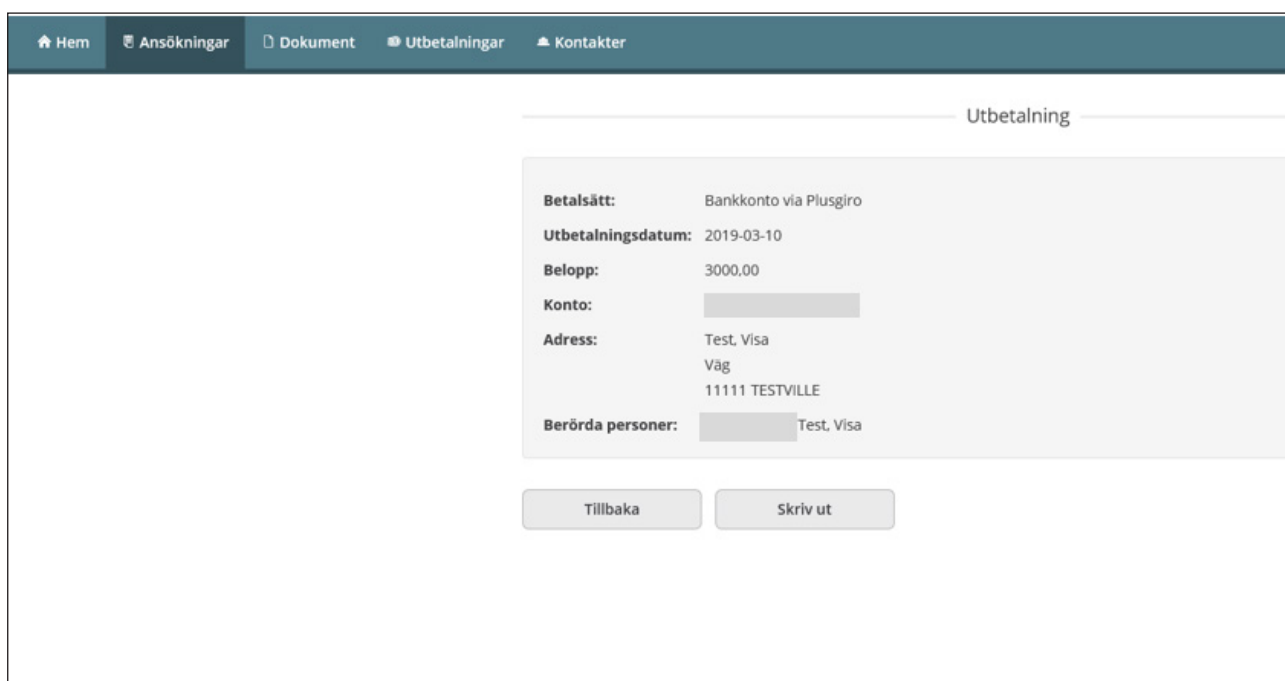 Hem Ansökningar Dokument Utbetalningar Kontakter
Utbetalning
Betalsätt: Bankkonto via Plusgiro
Utbetalningsdatum: 2019-03-10
Belopp: 3000,00
Konto:
Adress: Test, Visa
Väg
11111 TESTVILLE
Berörda personer: Test, Visa
Tillbaka Skriv ut